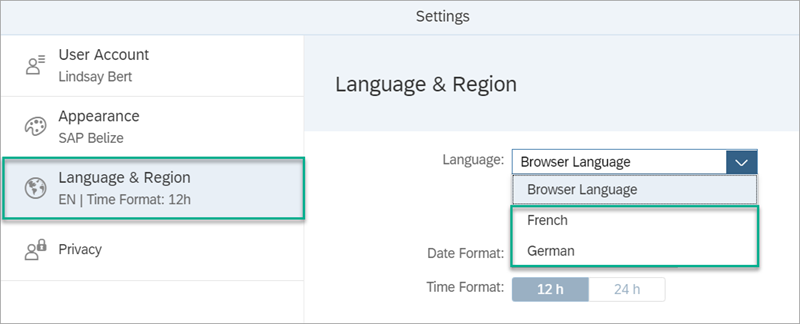 Settings
User Account
Lindsay Bert
Appearance
SAP Belize
Language & Region
EN | Time Format: 12h
Privacy
Language & Region
Language: Browser Language
Browser Language
French
German
Date Format:
Time Format: 12 h 24 h